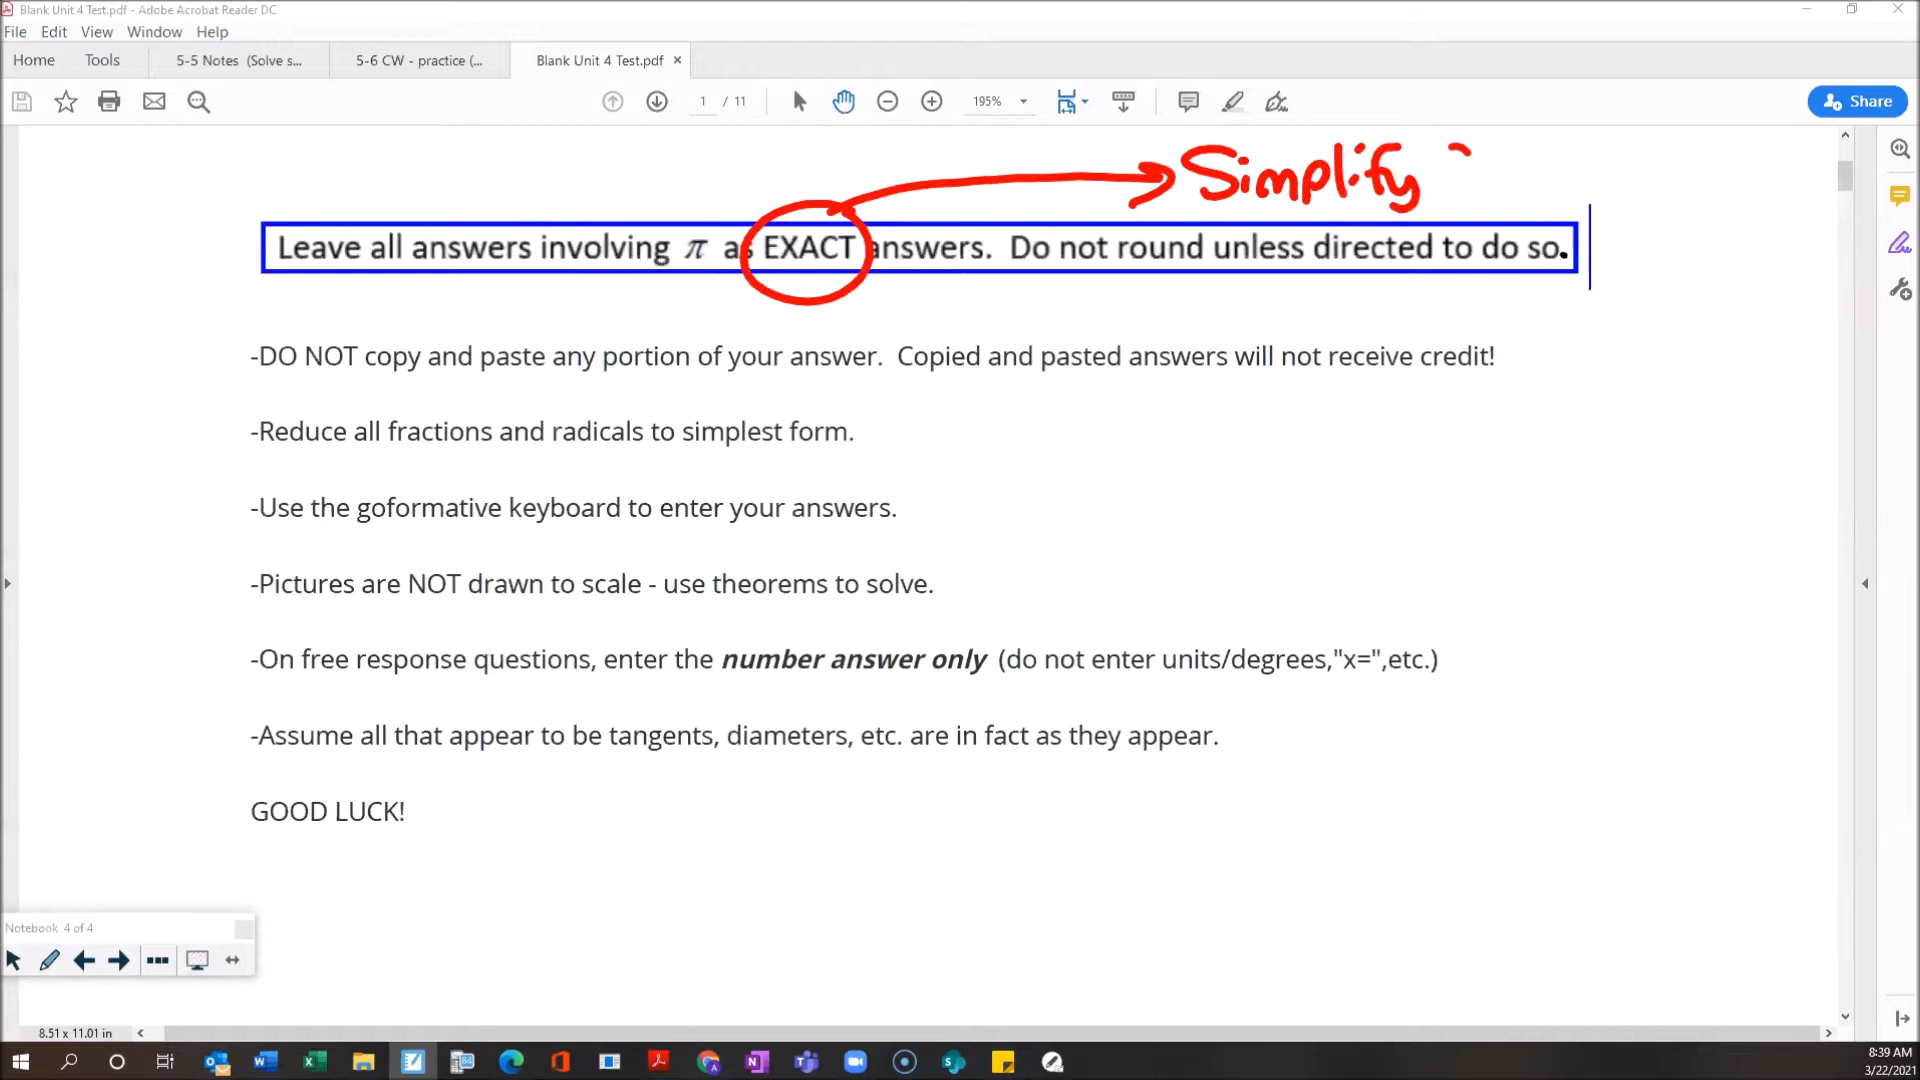 Blank Unit 4 Test.pdf - Adobe Acrobat Reader DC
File Edit View Window Help
Home Tools 5-5 Notes (Solve s... 5-6 CW - practice (... Blank Unit 4 Test.pdf ×
1 / 11 195% Share
Simplify
Leave all answers involving π as EXACT answers. Do not round unless directed to do so.
-DO NOT copy and paste any portion of your answer. Copied and pasted answers will not receive credit!
-Reduce all fractions and radicals to simplest form.
-Use the goformative keyboard to enter your answers.
-Pictures are NOT drawn to scale - use theorems to solve.
-On free response questions, enter the number answer only (do not enter units/degrees,"x=",etc.)
-Assume all that appear to be tangents, diameters, etc. are in fact as they appear.
GOOD LUCK!
Notebook 4 of 4
8.51 x 11.01 in
8:39 AM
3/22/2021